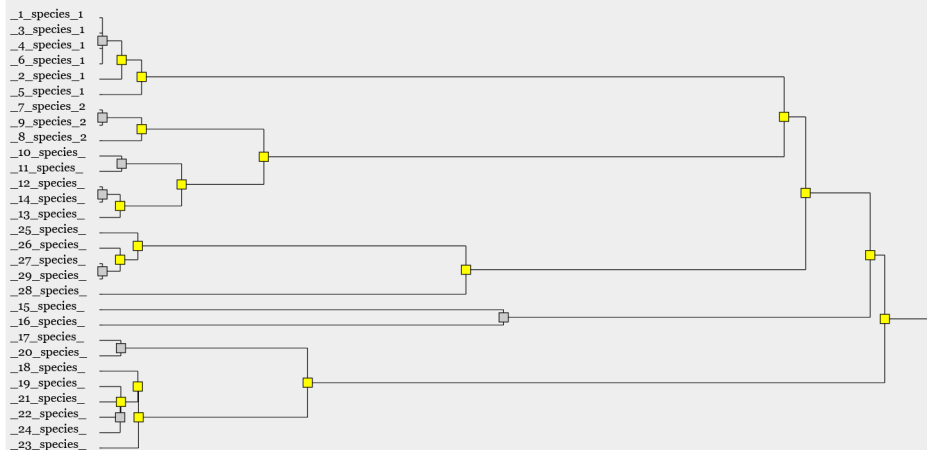 _1_species_1
_3_species_1
_4_species_1
_6_species_1
_2_species_1
_5_species_1
_7_species_2
_9_species_2
_8_species_2
_10_species_
_11_species_
_12_species_
_14_species_
_13_species_
_25_species_
_26_species_
_27_species_
_29_species_
_28_species_
_15_species_
_16_species_
_17_species_
_20_species_
_18_species_
_19_species_
_21_species_
_22_species_
_24_species_
_23_species_